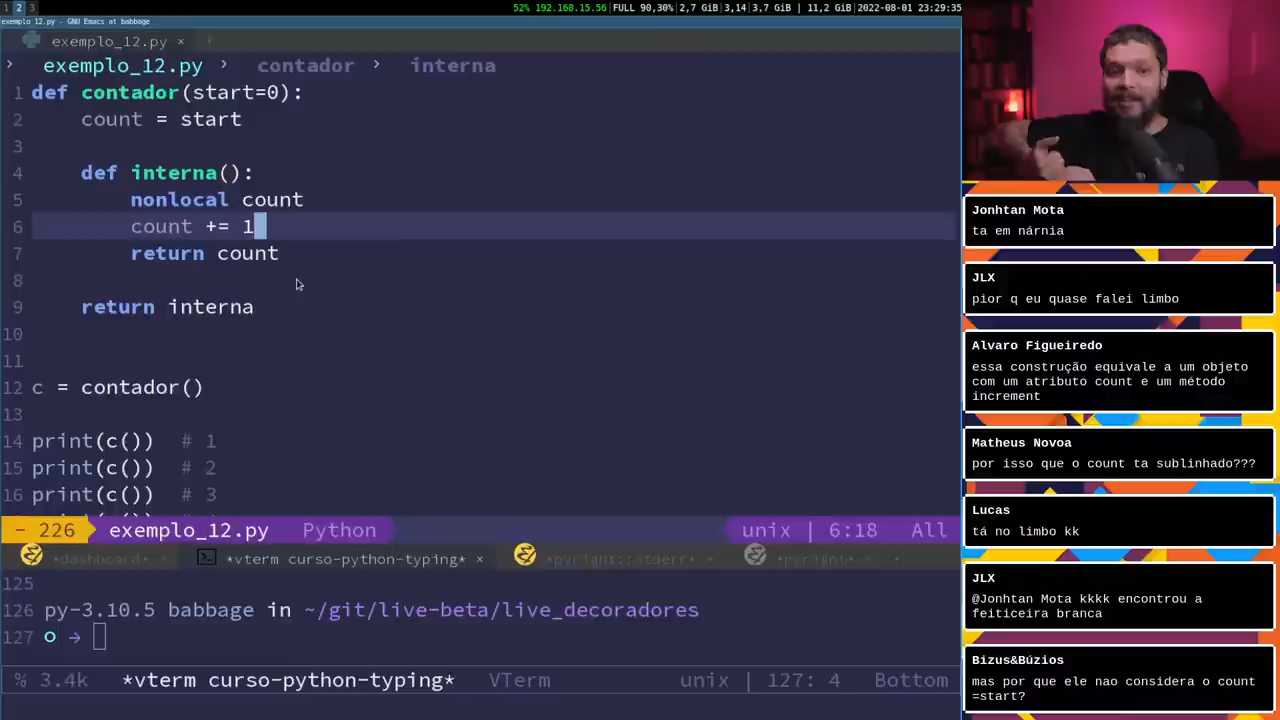 1 2 3
52% 192.168.15.56 |FULL 90,30% |2,7 GiB |3,14 |3.7 GiB | 11,2 GiB|2022-08-01 23:29:35
exemplo_12.py - GNU Emacs at babbage
exemplo_12.py × +
› exemplo_12.py › contador › interna
1 def contador(start=0):
2 count = start
3
4 def interna():
5 nonlocal count
6 count += 1
7 return count
8
9 return interna
10
11
12 c = contador()
13
14 print(c()) # 1
15 print(c()) # 2
16 print(c()) # 3
- 226 exemplo_12.py Python unix | 6:18 All
*dashboard* × *vterm curso-python-typing* × *pyright::stderr* × *pyright*
125
126 py-3.10.5 babbage in ~/git/live-beta/live_decoradores
127 o →
% 3.4k *vterm curso-python-typing* VTerm unix | 127: 4 Bottom
Jonhtan Mota
ta em nárnia
JLX
pior q eu quase falei limbo
Alvaro Figueiredo
essa construção equivale a um objeto
com um atributo count e um método
increment
Matheus Novoa
por isso que o count ta sublinhado???
Lucas
tá no limbo kk
JLX
@Jonhtan Mota kkkk encontrou a
feiticeira branca
Bizus&Búzios
mas por que ele nao considera o count
=start?